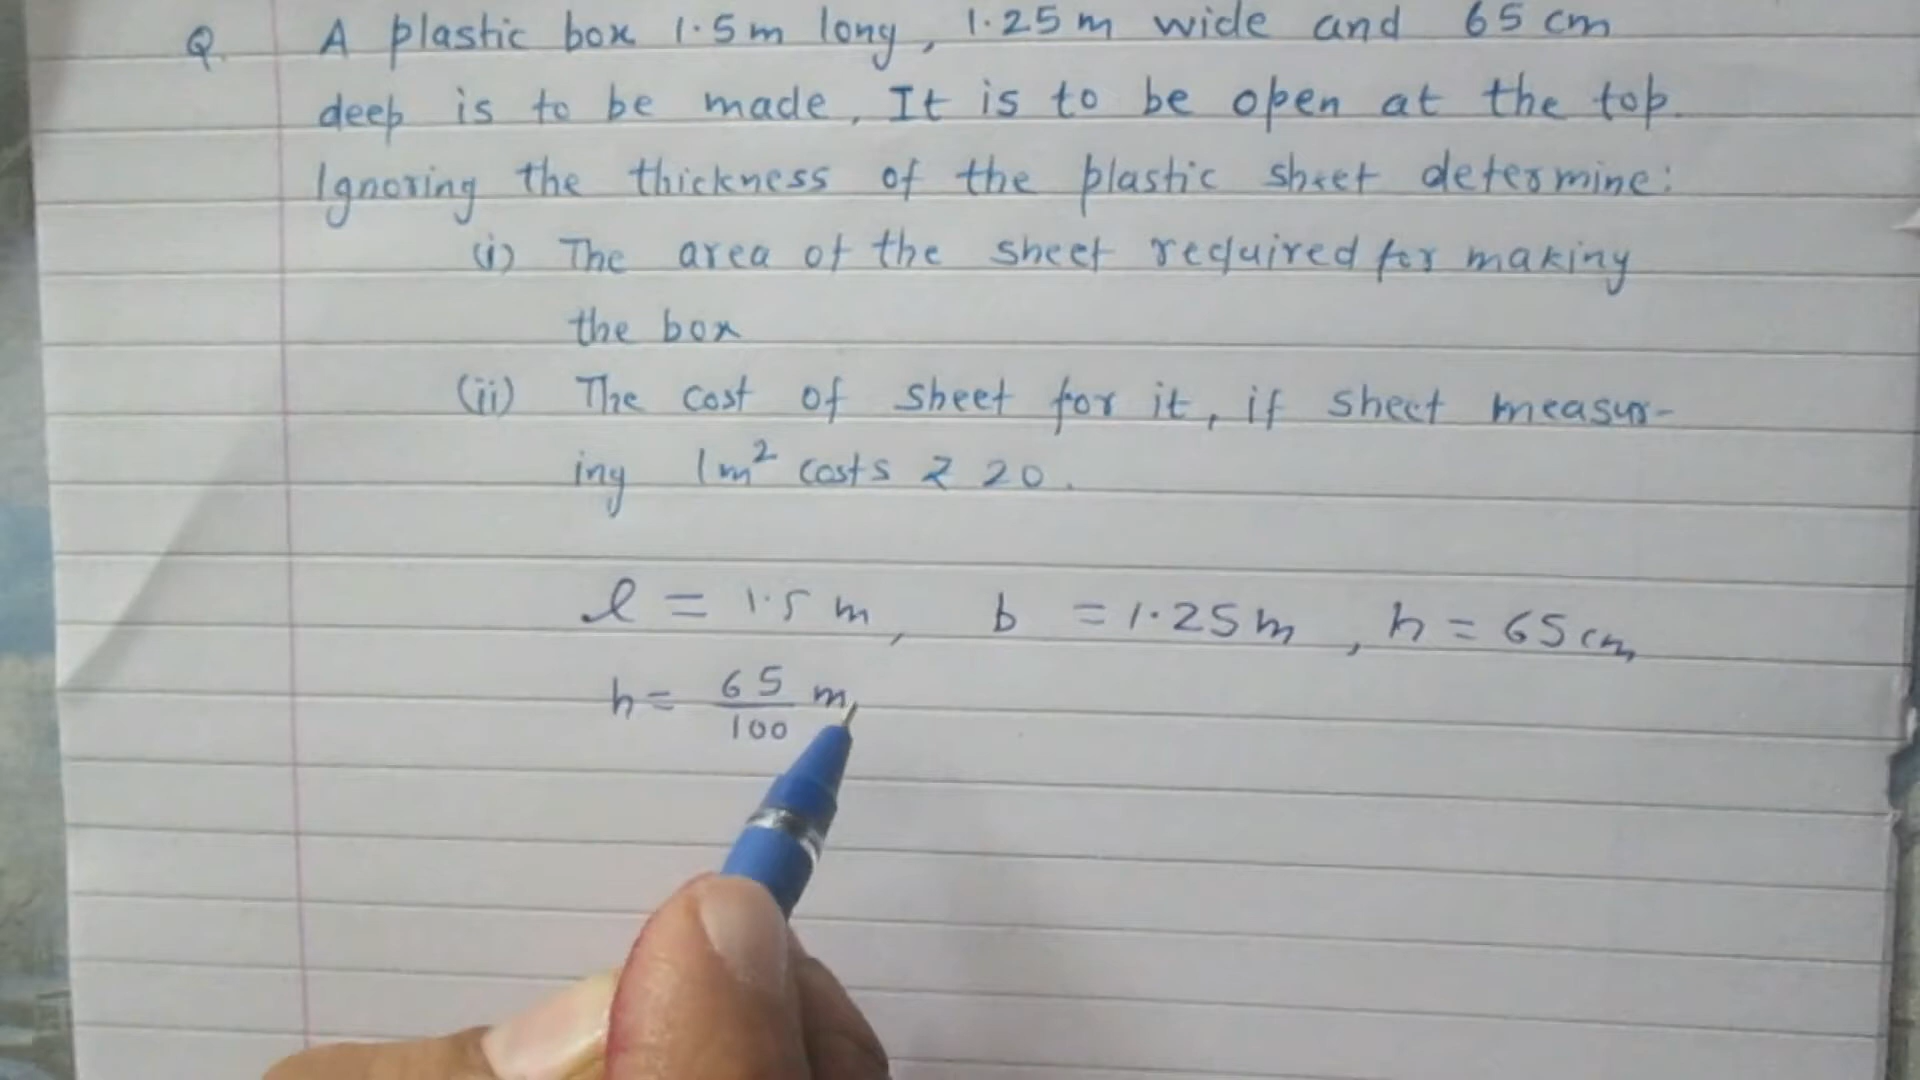 Q. A plastic box 1.5m long, 1.25m wide and 65 cm
deep is to be made. It is to be open at the top.
Ignoring the thickness of the plastic sheet determine:
(i) The area of the sheet required for making
the box
(ii) The cost of sheet for it, if sheet measur-
ing 1m² costs ₹ 20.
l = 1.5 m, b = 1.25m, h = 65cm
h = 65/100 m